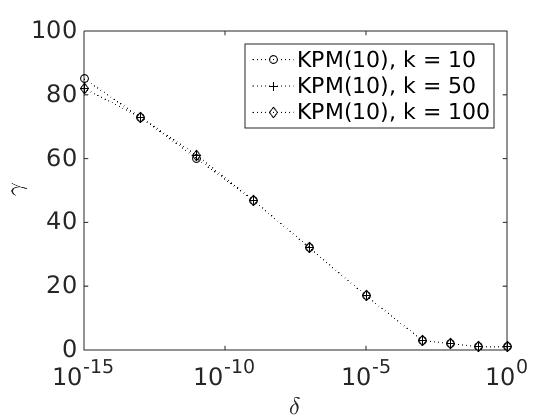 100
80
60
40
20
0
γ
KPM(10), k = 10
KPM(10), k = 50
KPM(10), k = 100
10^-15
10^-10
10^-5
10^0
δ